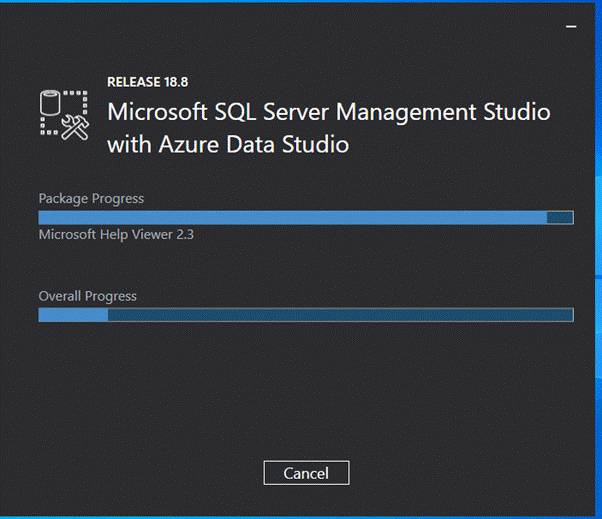 RELEASE 18.8
Microsoft SQL Server Management Studio
with Azure Data Studio
Package Progress
Microsoft Help Viewer 2.3
Overall Progress
Cancel